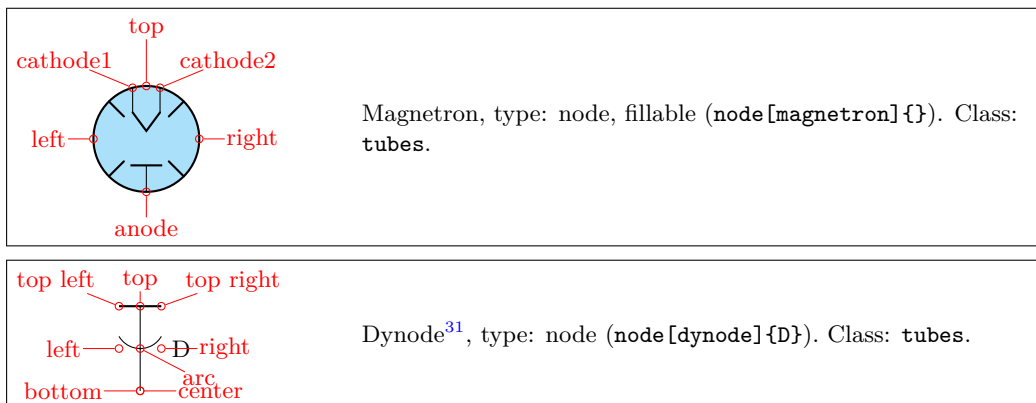 top
cathode1 cathode2
left right
anode
Magnetron, type: node, fillable (node[magnetron]{}). Class:
tubes.
top left top top right
left D right
arc
bottom center
Dynode31, type: node (node[dynode]{D}). Class: tubes.